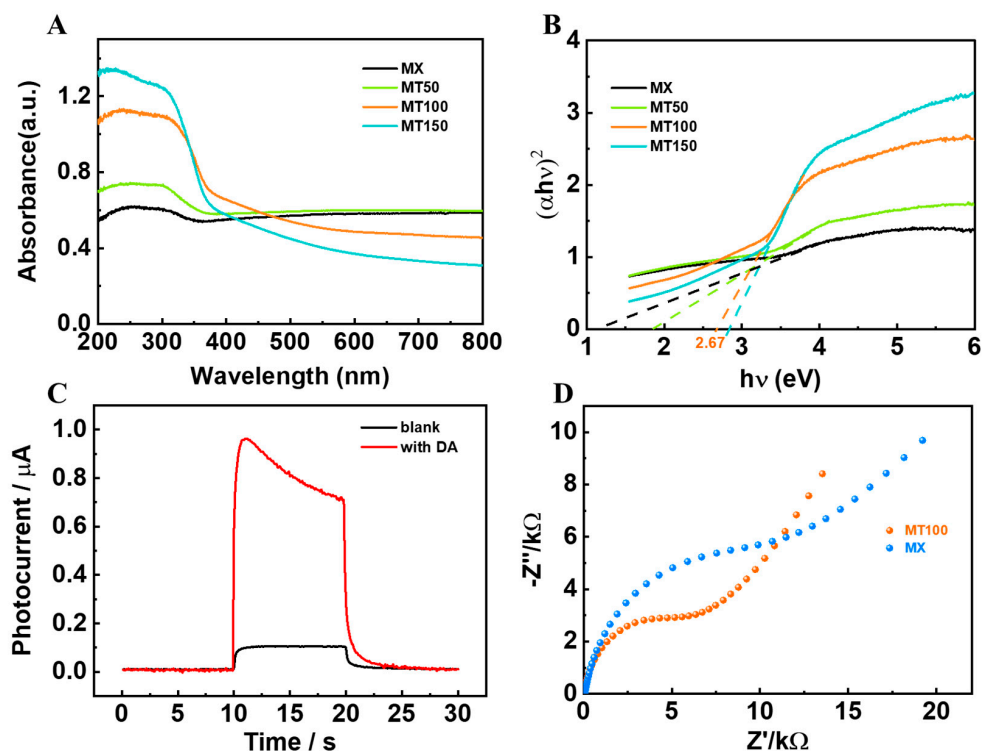 A
Absorbance(a.u.)
1.2
0.8
0.4
0.0
MX
MT50
MT100
MT150
200 300 400 500 600 700 800
Wavelength (nm)
B
(αhν)²
4
3
2
1
0
MX
MT50
MT100
MT150
2.67
1 2 3 4 5 6
hν (eV)
C
Photocurrent / μA
1.0
0.8
0.6
0.4
0.2
0.0
blank
with DA
0 5 10 15 20 25 30
Time / s
D
-Z''/kΩ
10
8
6
4
2
0
MT100
MX
0 5 10 15 20
Z'/kΩ